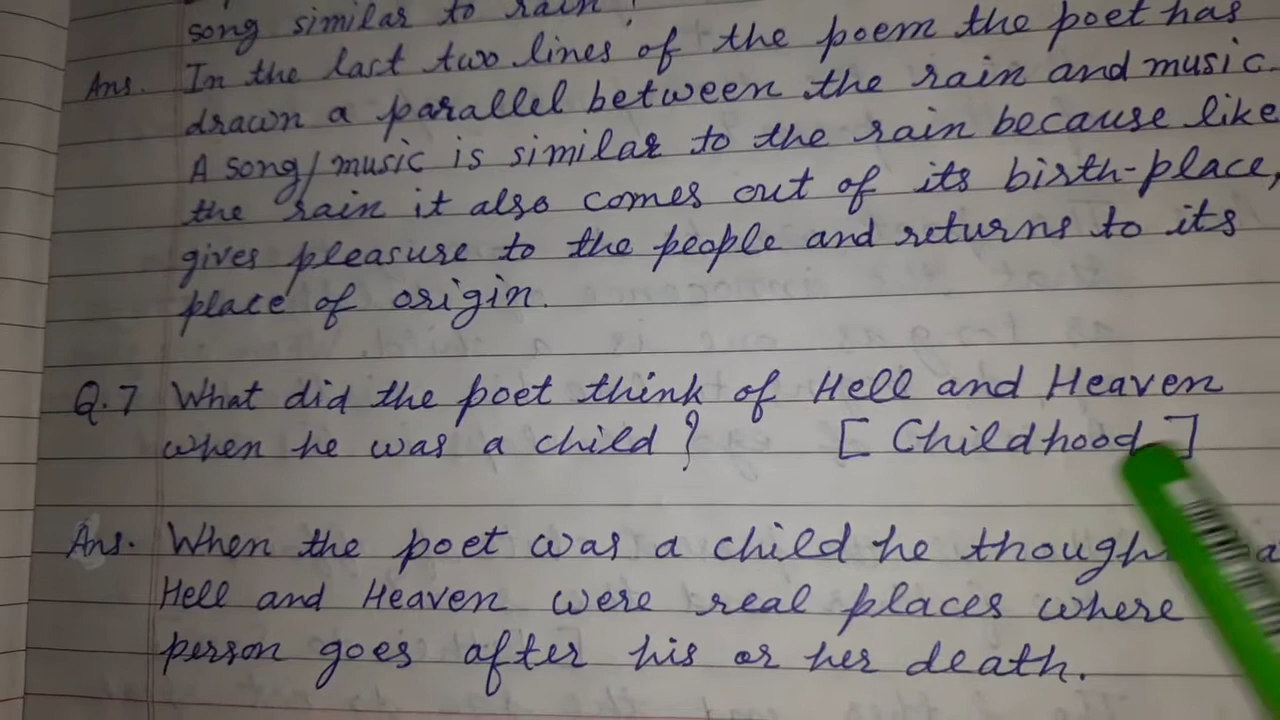 song similar to rain
Ans. In the last two lines of the poem the poet has
drawn a parallel between the rain and music.
A song/music is similar to the rain because like
the rain it also comes out of its birth-place,
gives pleasure to the people and returns to its
place of origin.
Q.7 What did the poet think of Hell and Heaven
when he was a child? [Childhood]
Ans. When the poet was a child he
Hell and Heaven were real places where
person goes after his or her death.